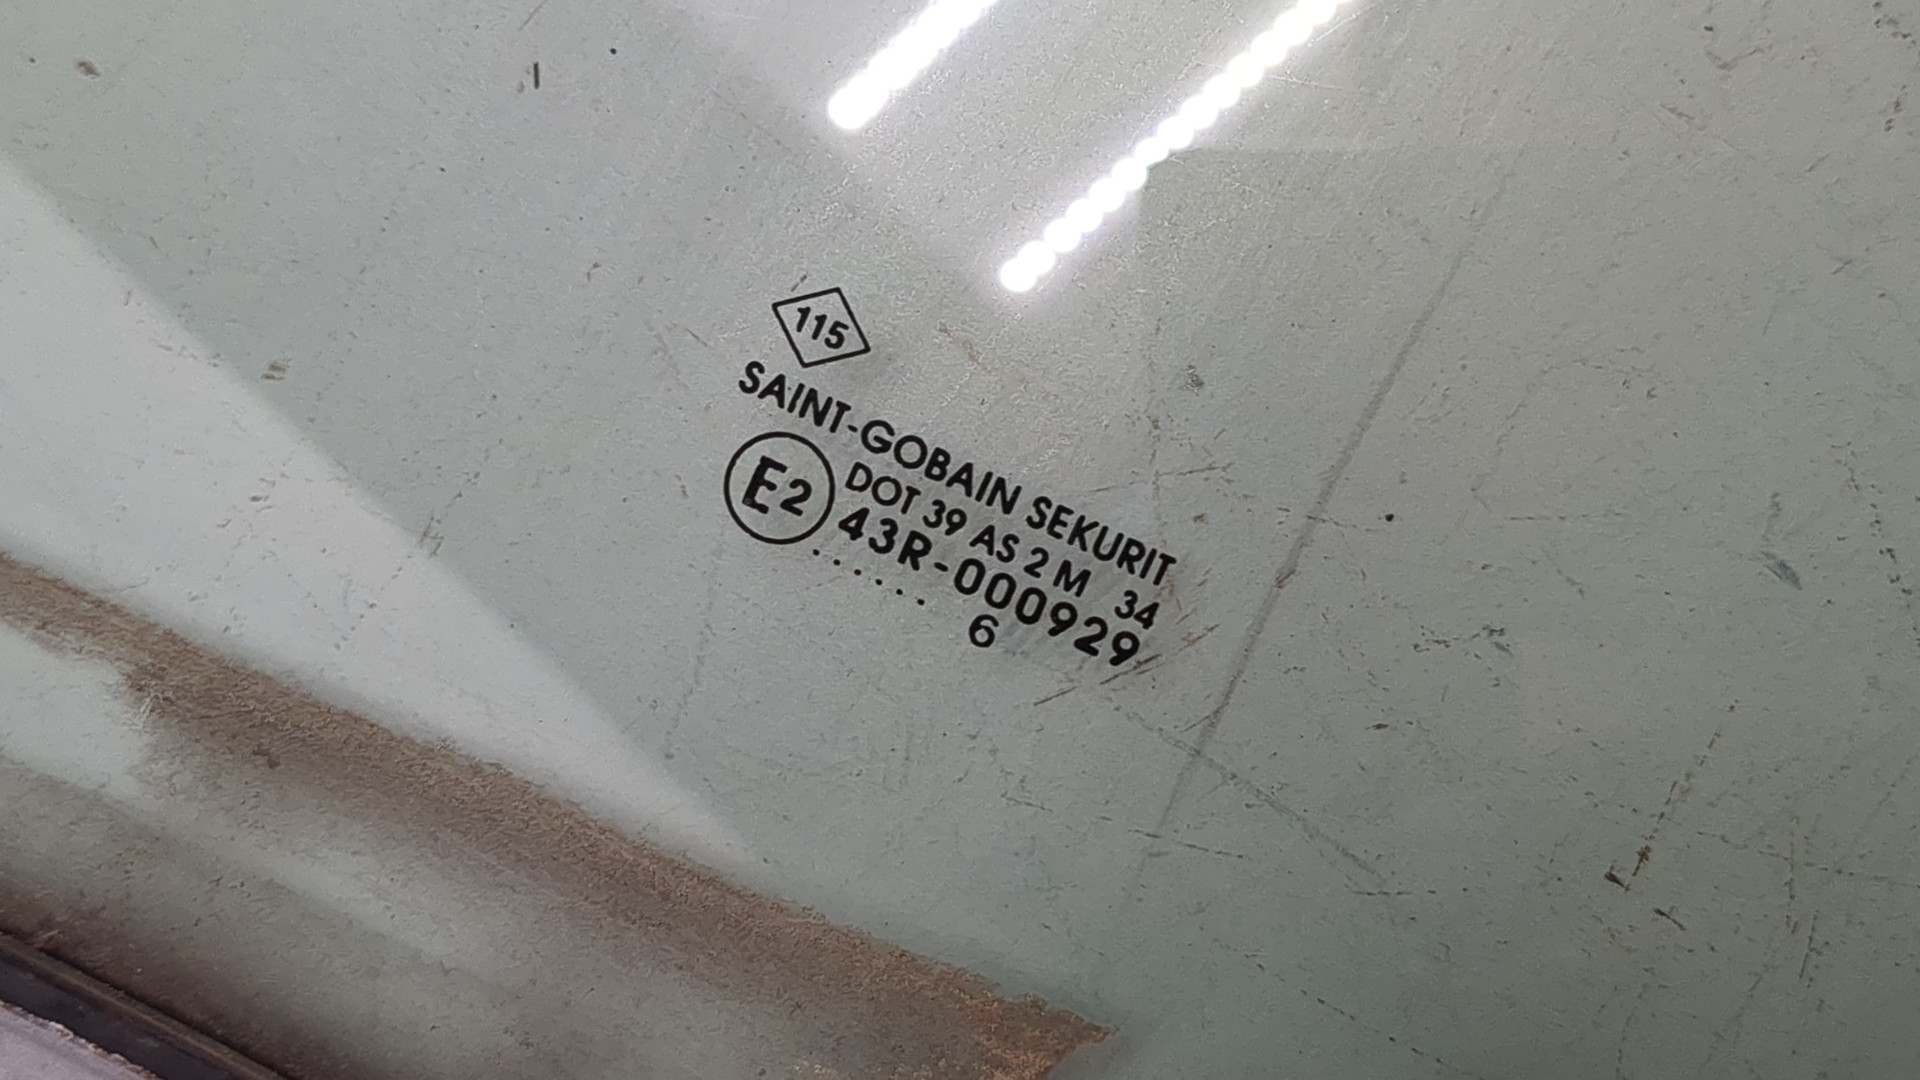 115
SAINT-GOBAIN SEKURIT
E2 DOT 39 AS 2 M 34
43R-000929
...... 6